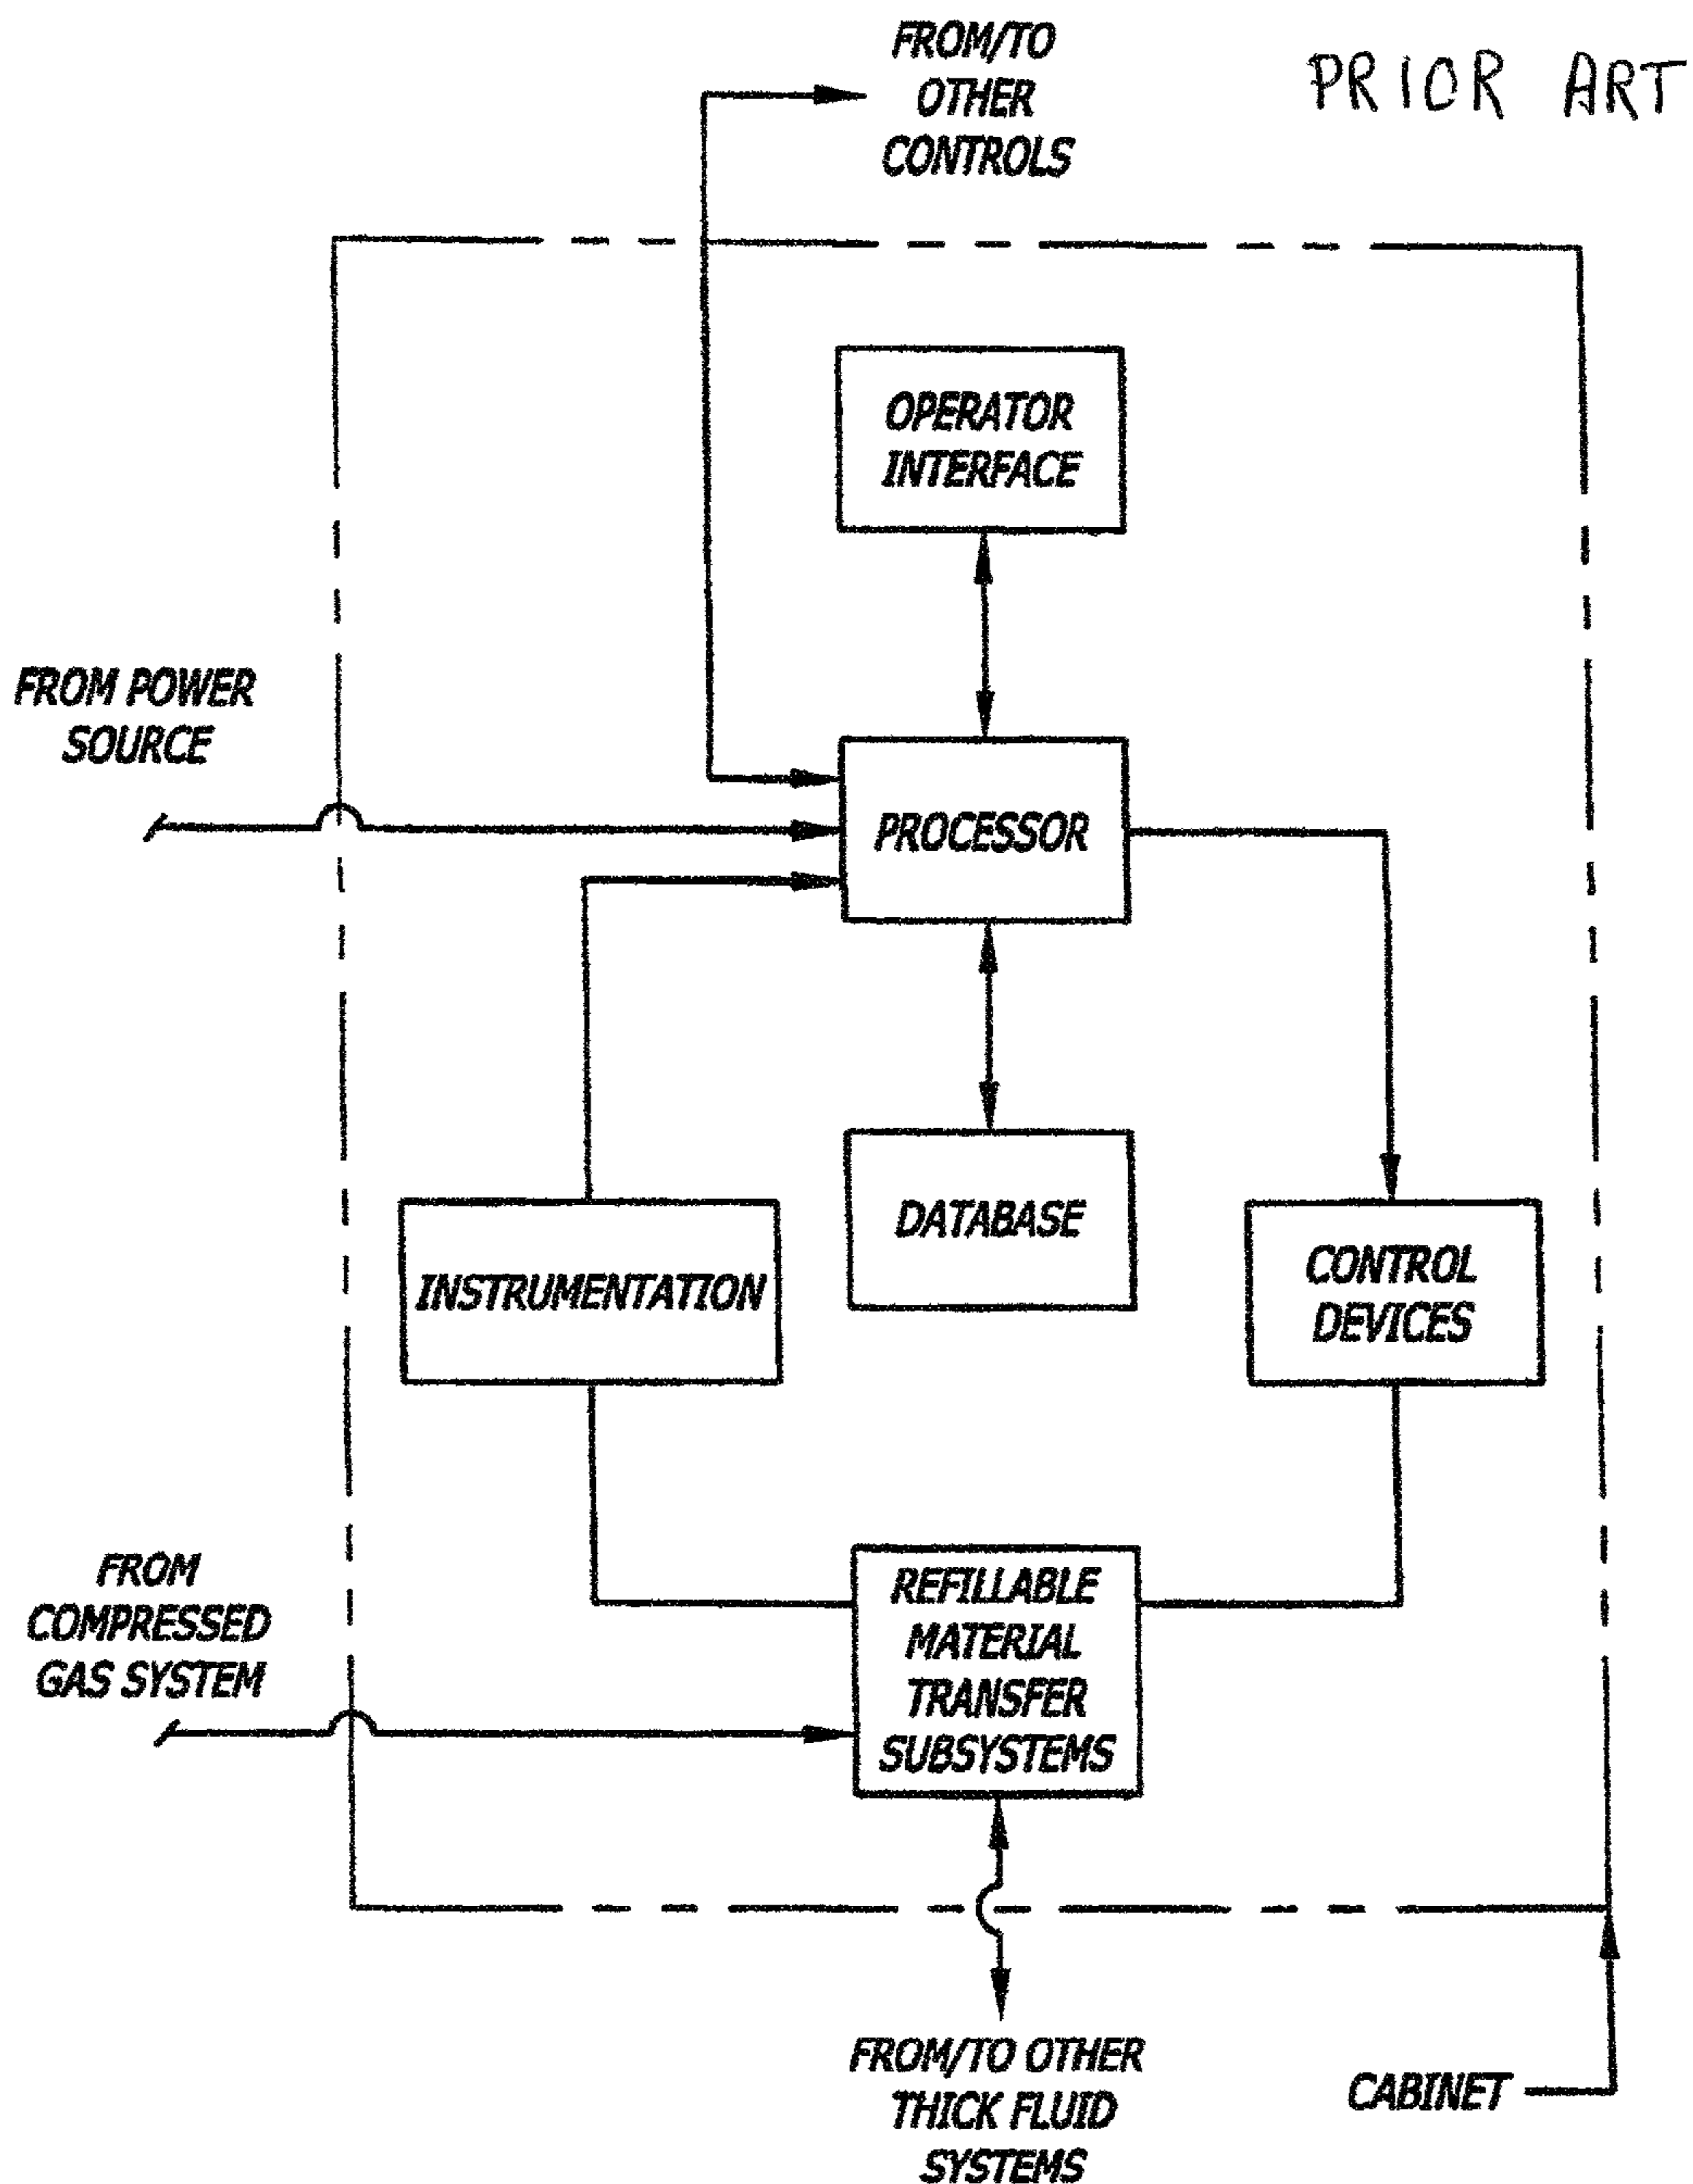 FROM/TO
OTHER
CONTROLS
PRIOR ART
OPERATOR
INTERFACE
FROM POWER
SOURCE
PROCESSOR
DATABASE
INSTRUMENTATION
CONTROL
DEVICES
FROM
COMPRESSED
GAS SYSTEM
REFILLABLE
MATERIAL
TRANSFER
SUBSYSTEMS
FROM/TO OTHER
THICK FLUID
SYSTEMS
CABINET